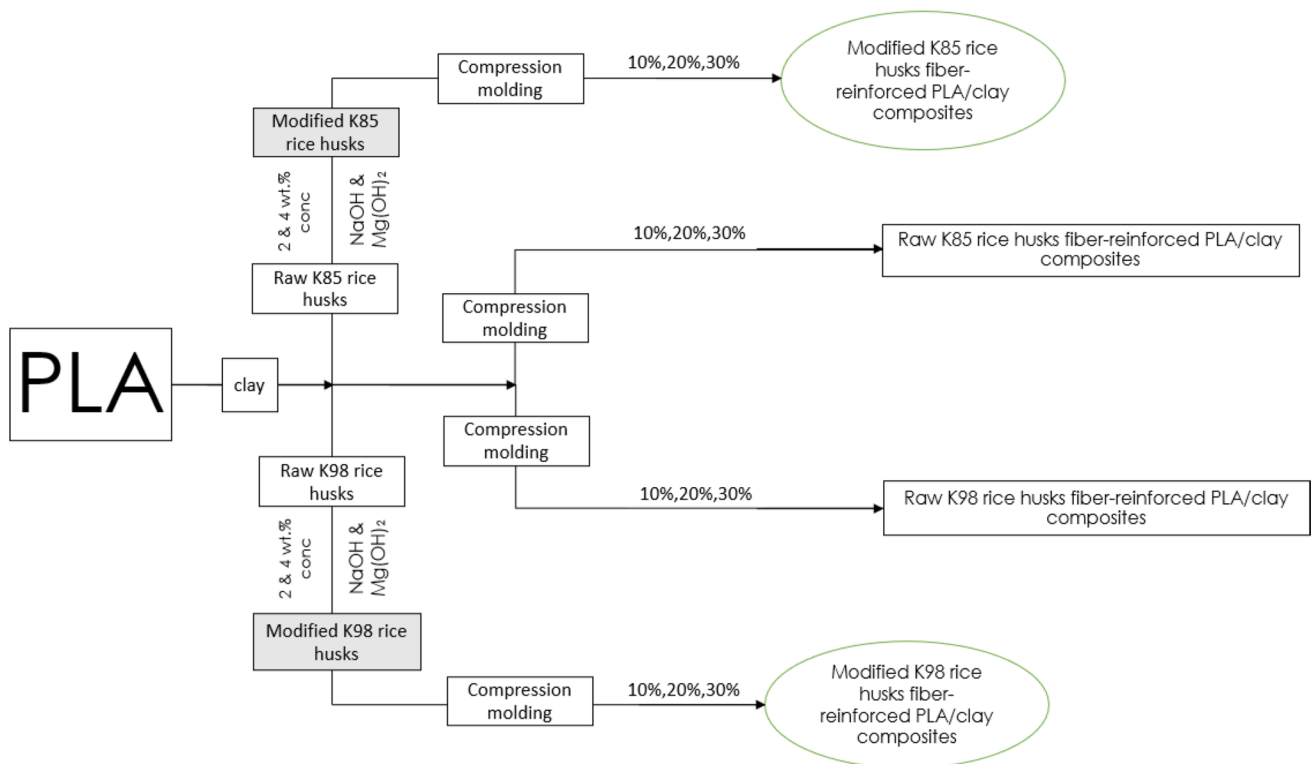 Compression
molding
10%,20%,30%
Modified K85 rice
husks fiber-
reinforced PLA/clay
composites
Modified K85
rice husks
2 & 4 wt.%
conc
NaOH &
Mg(OH)₂
Raw K85 rice
husks
10%,20%,30%
Raw K85 rice husks fiber-reinforced PLA/clay
composites
Compression
molding
PLA
clay
Compression
molding
Raw K98 rice
husks
10%,20%,30%
Raw K98 rice husks fiber-reinforced PLA/clay
composites
2 & 4 wt.%
conc
NaOH &
Mg(OH)₂
Modified K98 rice
husks
Compression
molding
10%,20%,30%
Modified K98 rice
husks fiber-
reinforced PLA/clay
composites